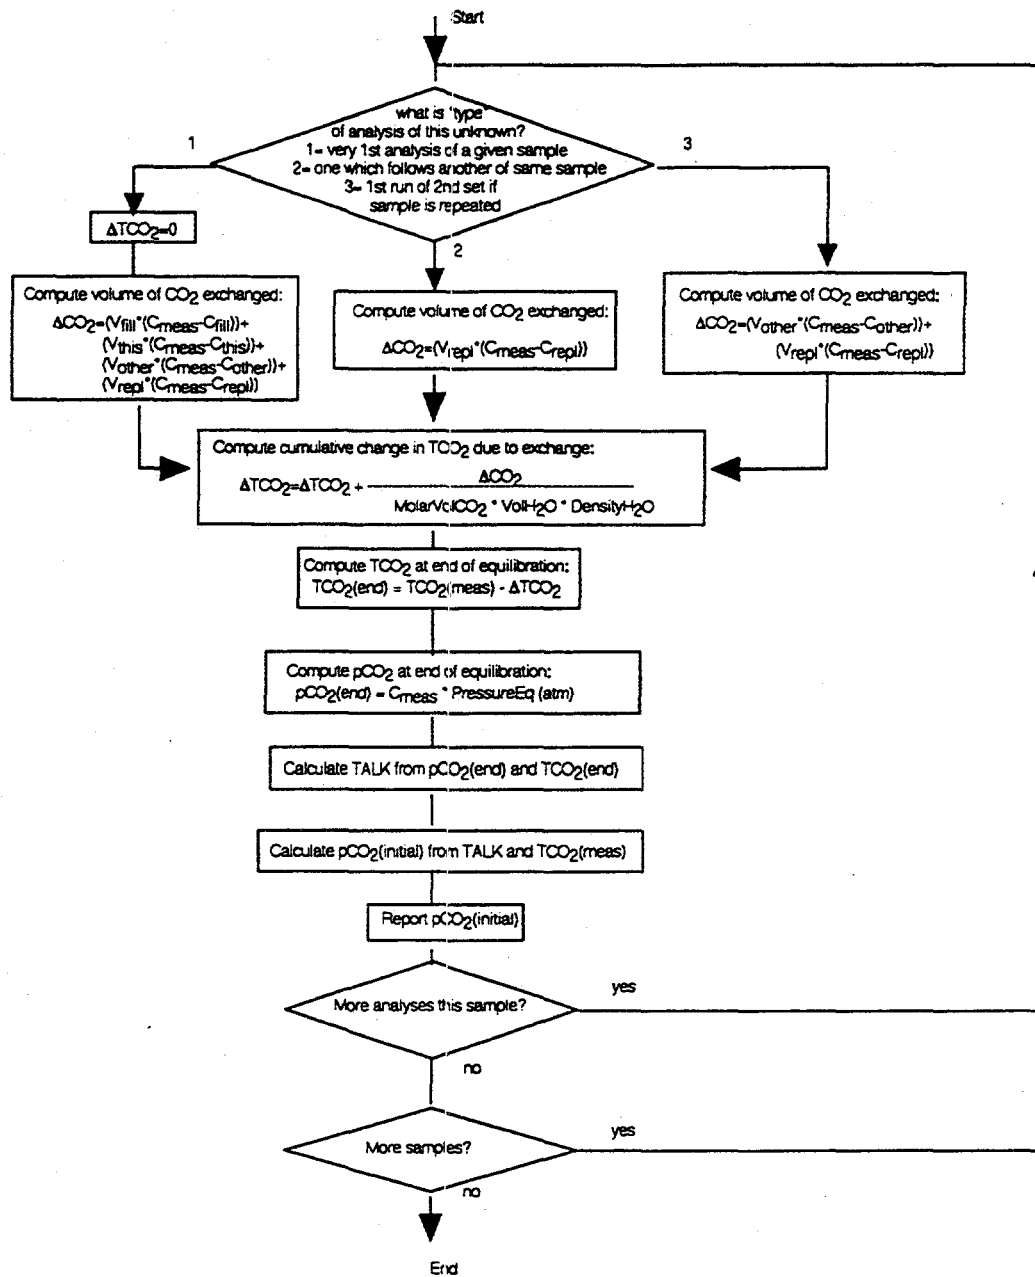 Start
what is "type"
of analysis of this unknown?
1= very 1st analysis of a given sample
2= one which follows another of same sample
3= 1st run of 2nd set if
sample is repeated
1
3
2
ΔTCO2=0
Compute volume of CO2 exchanged:
ΔCO2=(Vfill*(Cmeas-Cfill))+
(Vthis*(Cmeas-Cthis))+
(Vother*(Cmeas-Cother))+
(Vrepl*(Cmeas-Crepl))
Compute volume of CO2 exchanged:
ΔCO2=(Vrepl*(Cmeas-Crepl))
Compute volume of CO2 exchanged:
ΔCO2=(Vother*(Cmeas-Cother))+
(Vrepl*(Cmeas-Crepl))
Compute cumulative change in TCO2 due to exchange:
ΔTCO2=ΔTCO2 + ΔCO2
MolarVolCO2 * VolH2O * DensityH2O
Compute TCO2 at end of equilibration:
TCO2(end) = TCO2(meas) - ΔTCO2
Compute pCO2 at end of equilibration:
pCO2(end) = Cmeas * PressureEq (atm)
Calculate TALK from pCO2(end) and TCO2(end)
Calculate pCO2(initial) from TALK and TCO2(meas)
Report pCO2(initial)
More analyses this sample?
yes
no
More samples?
yes
no
End